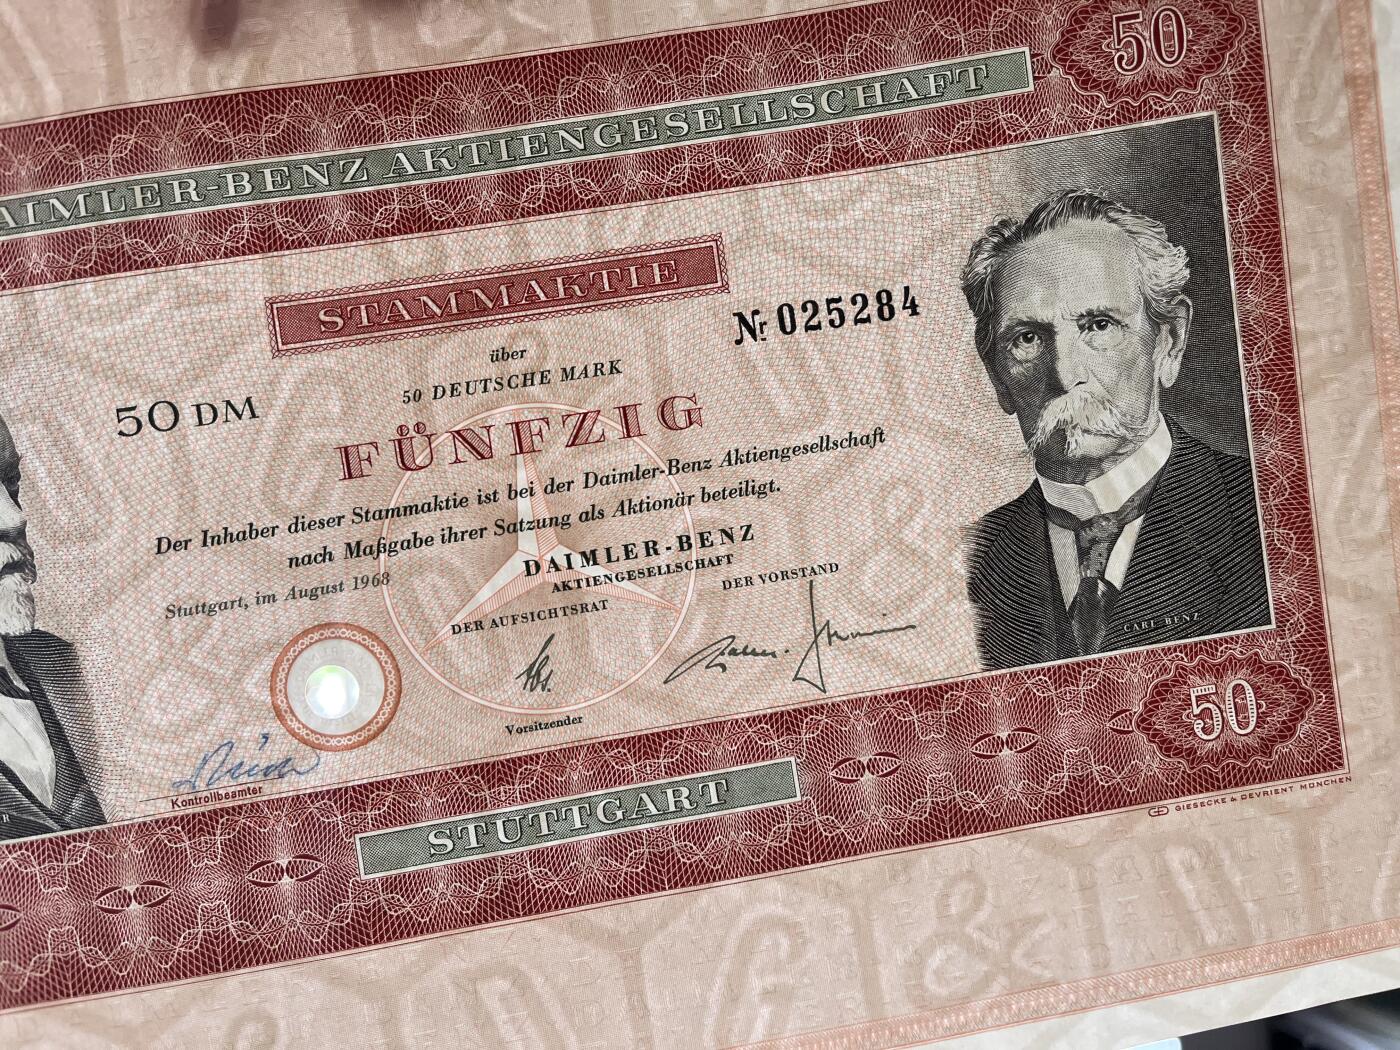 50
AIMLER-BENZ AKTIENGESELLSCHAFT
STAMMAKTIE
Nr 025284
über
50 DEUTSCHE MARK
50 DM
FÜNFZIG
Der Inhaber dieser Stammaktie ist bei der Daimler-Benz Aktiengesellschaft
nach Maßgabe ihrer Satzung als Aktionär beteiligt.
Stuttgart, im August 1968
DAIMLER-BENZ
AKTIENGESELLSCHAFT
DER AUFSICHTSRAT
DER VORSTAND
CARL BENZ
Vorsitzender
Kontrollbeamter
R
50
STUTTGART
GIESECKE & DEVRIENT MÜNCHEN